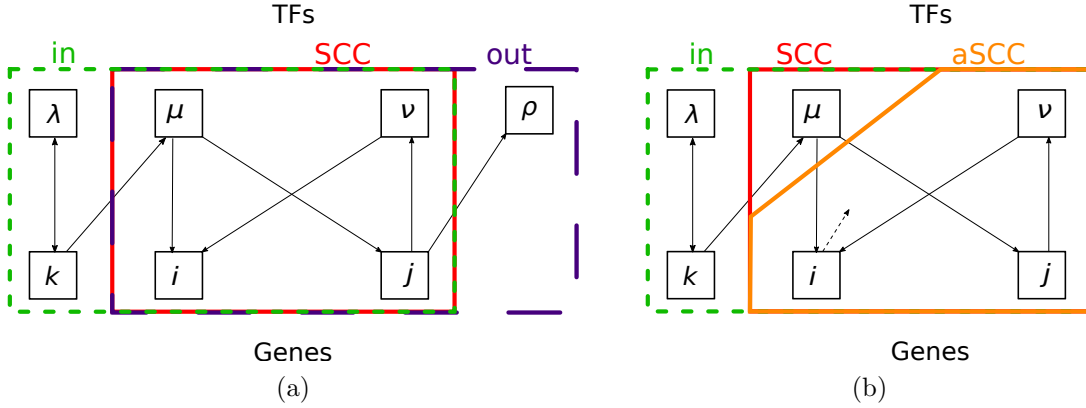 TFs TFs
in SCC out in SCC aSCC
λ μ ν ρ λ μ ν
k i j k i j
Genes Genes
(a) (b)